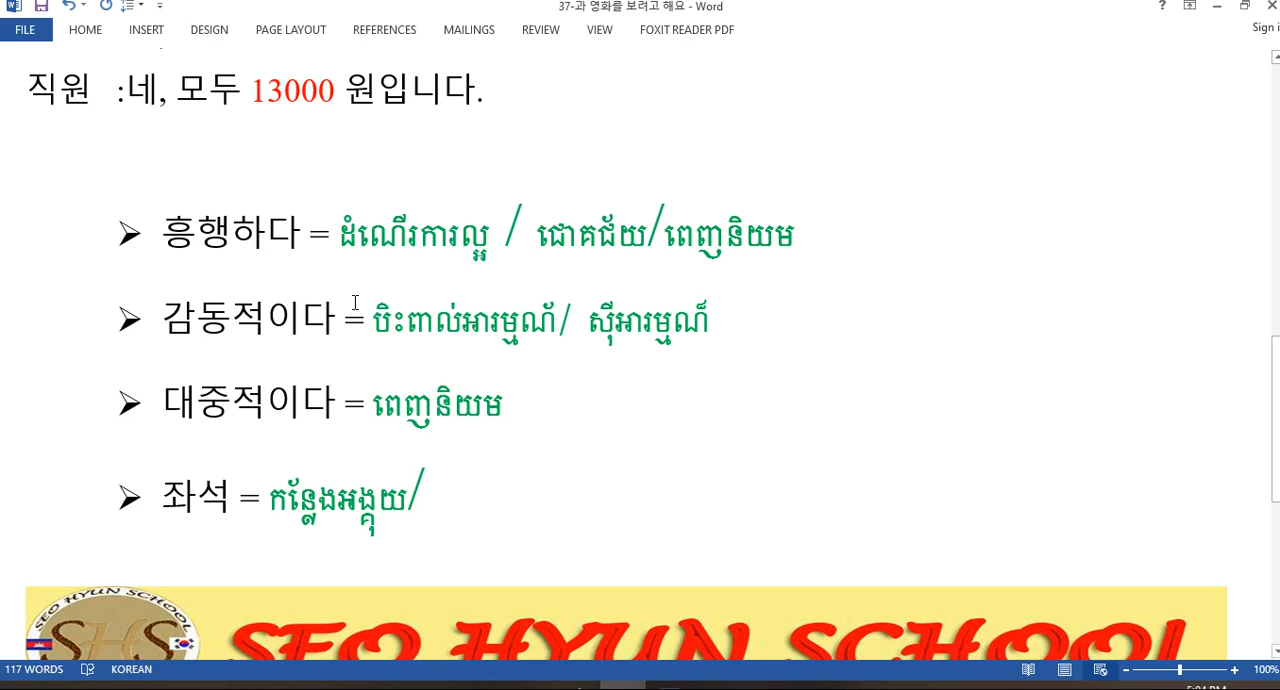 37-과 영화를 보려고 해요 - Word
FILE HOME INSERT DESIGN PAGE LAYOUT REFERENCES MAILINGS REVIEW VIEW FOXIT READER PDF Sign i
직원 :네, 모두 13000 원입니다.
➢ 흥행하다 = ដំណើរការល្អ / ជោគជ័យ/ពេញនិយម
➢ 감동적이다 = បិះពាល់អារម្មណ៍/ ស៊ីអារម្មណ៏
➢ 대중적이다 = ពេញនិយម
➢ 좌석 = កន្លែងអង្គុយ/
SEO HYUN SCHOOL
SHS
SEO HYUN SCHOOL
117 WORDS KOREAN 100%